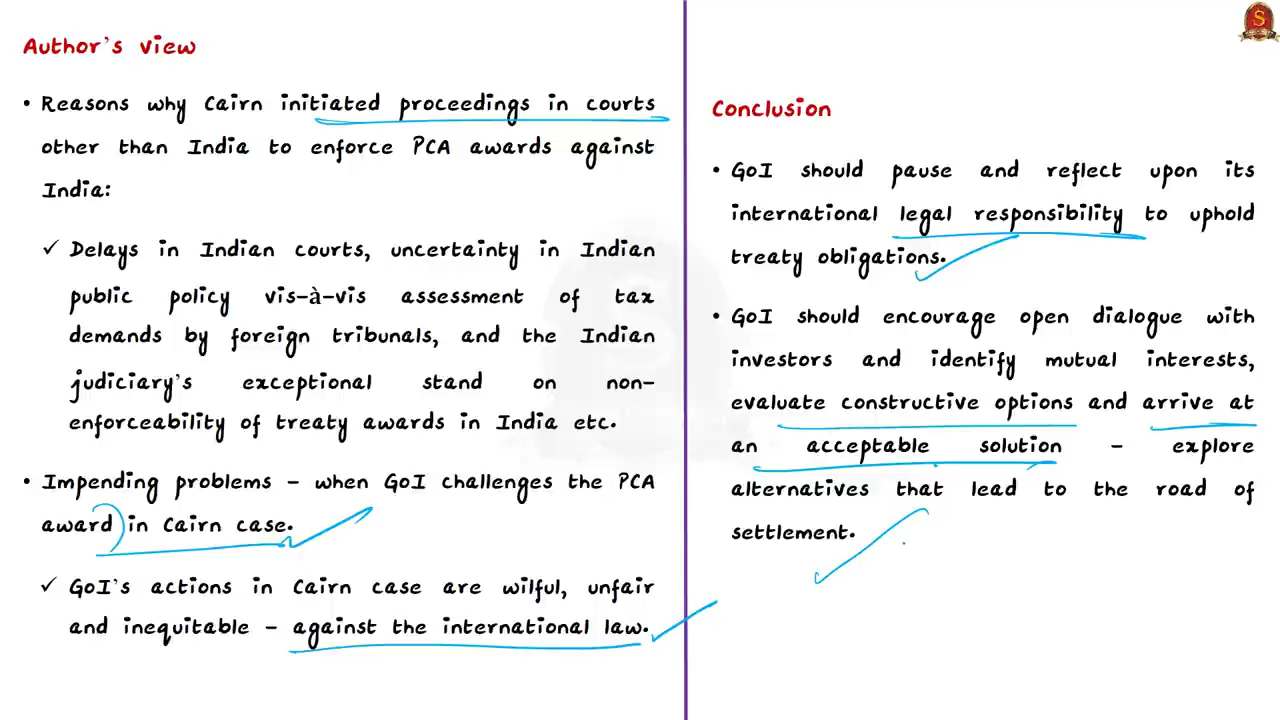 Author's view
• Reasons why Cairn initiated proceedings in courts
other than India to enforce PCA awards against
India:
✓ Delays in Indian courts, uncertainty in Indian
public policy vis-à-vis assessment of tax
demands by foreign tribunals, and the Indian
judiciary's exceptional stand on non-
enforceability of treaty awards in India etc.
• Impending problems – when GoI challenges the PCA
award in Cairn case.
✓ GoI's actions in Cairn case are wilful, unfair
and inequitable – against the international law.
Conclusion
• GoI should pause and reflect upon its
international legal responsibility to uphold
treaty obligations.
• GoI should encourage open dialogue with
investors and identify mutual interests,
evaluate constructive options and arrive at
an acceptable solution – explore
alternatives that lead to the road of
settlement.
S